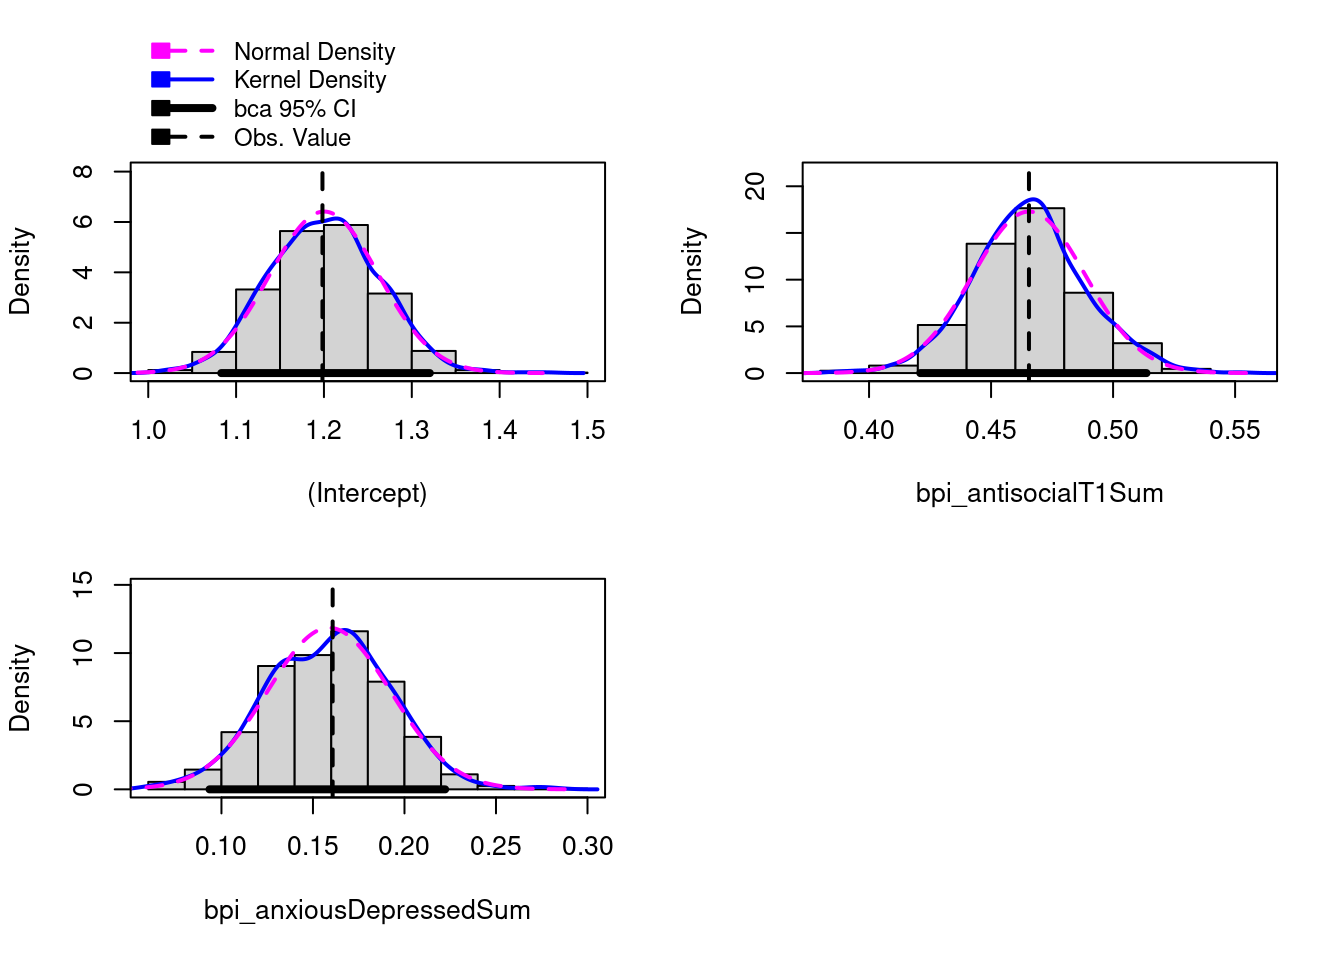 Normal Density
Kernel Density
bca 95% CI
Obs. Value
Density
0 2 4 6 8
1.0 1.1 1.2 1.3 1.4 1.5
(Intercept)
Density
0 5 10 20
0.40 0.45 0.50 0.55
bpi_antisocialT1Sum
Density
0 5 10 15
0.10 0.15 0.20 0.25 0.30
bpi_anxiousDepressedSum